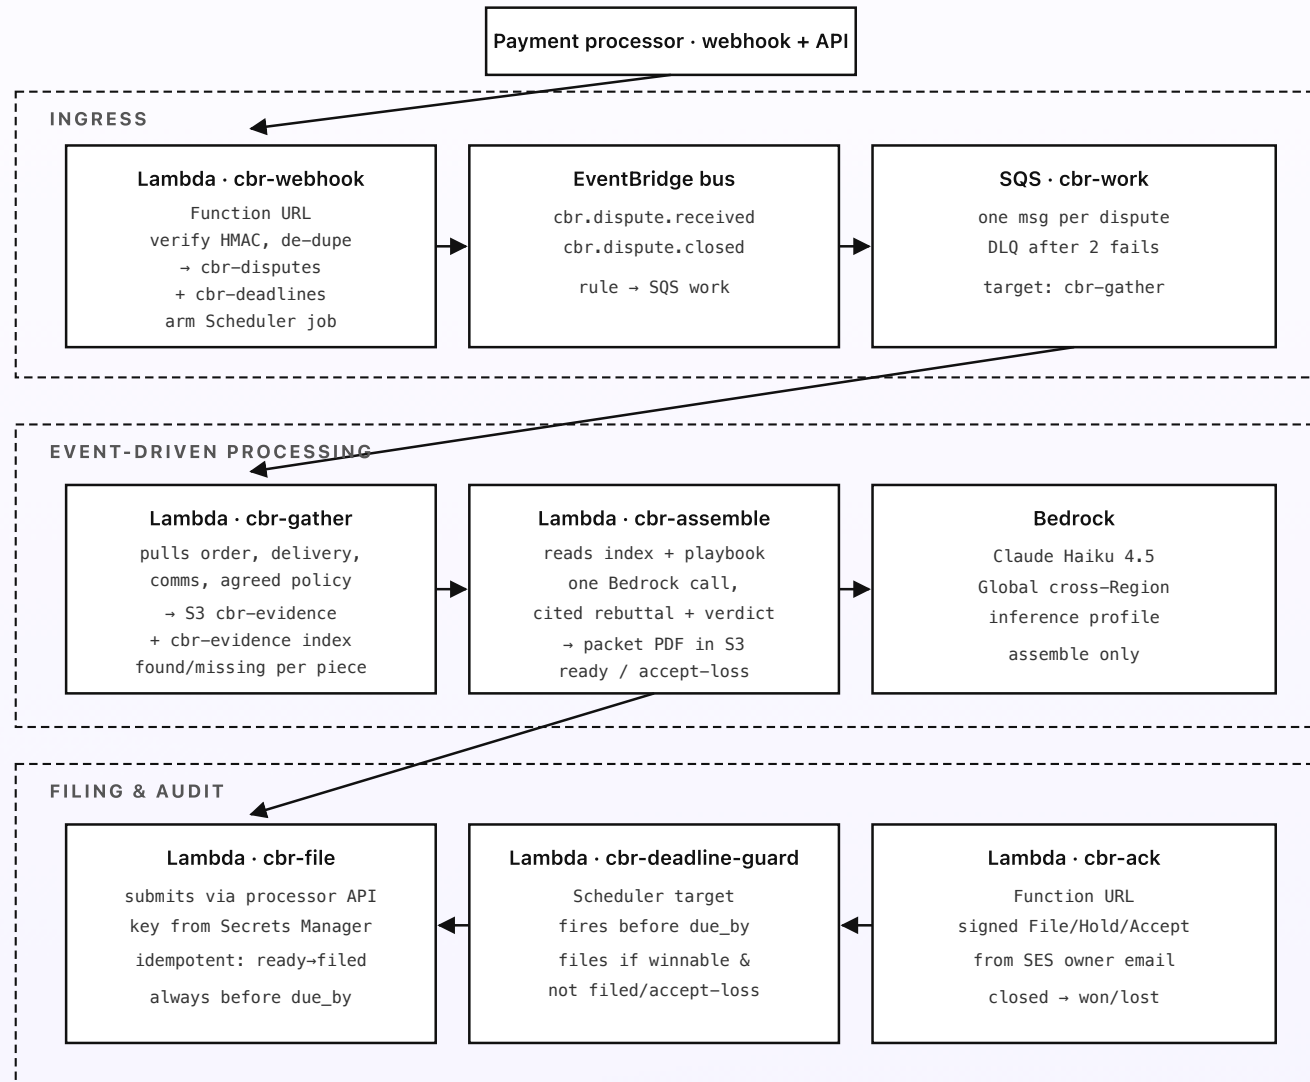 Payment processor · webhook + API
INGRESS
Lambda · cbr-webhook
Function URL
verify HMAC, de-dupe
→ cbr-disputes
+ cbr-deadlines
arm Scheduler job
EventBridge bus
cbr.dispute.received
cbr.dispute.closed
rule → SQS work
SQS · cbr-work
one msg per dispute
DLQ after 2 fails
target: cbr-gather
EVENT-DRIVEN PROCESSING
Lambda · cbr-gather
pulls order, delivery,
comms, agreed policy
→ S3 cbr-evidence
+ cbr-evidence index
found/missing per piece
Lambda · cbr-assemble
reads index + playbook
one Bedrock call,
cited rebuttal + verdict
→ packet PDF in S3
ready / accept-loss
Bedrock
Claude Haiku 4.5
Global cross-Region
inference profile
assemble only
FILING & AUDIT
Lambda · cbr-file
submits via processor API
key from Secrets Manager
idempotent: ready→filed
always before due_by
Lambda · cbr-deadline-guard
Scheduler target
fires before due_by
files if winnable &
not filed/accept-loss
Lambda · cbr-ack
Function URL
signed File/Hold/Accept
from SES owner email
closed → won/lost